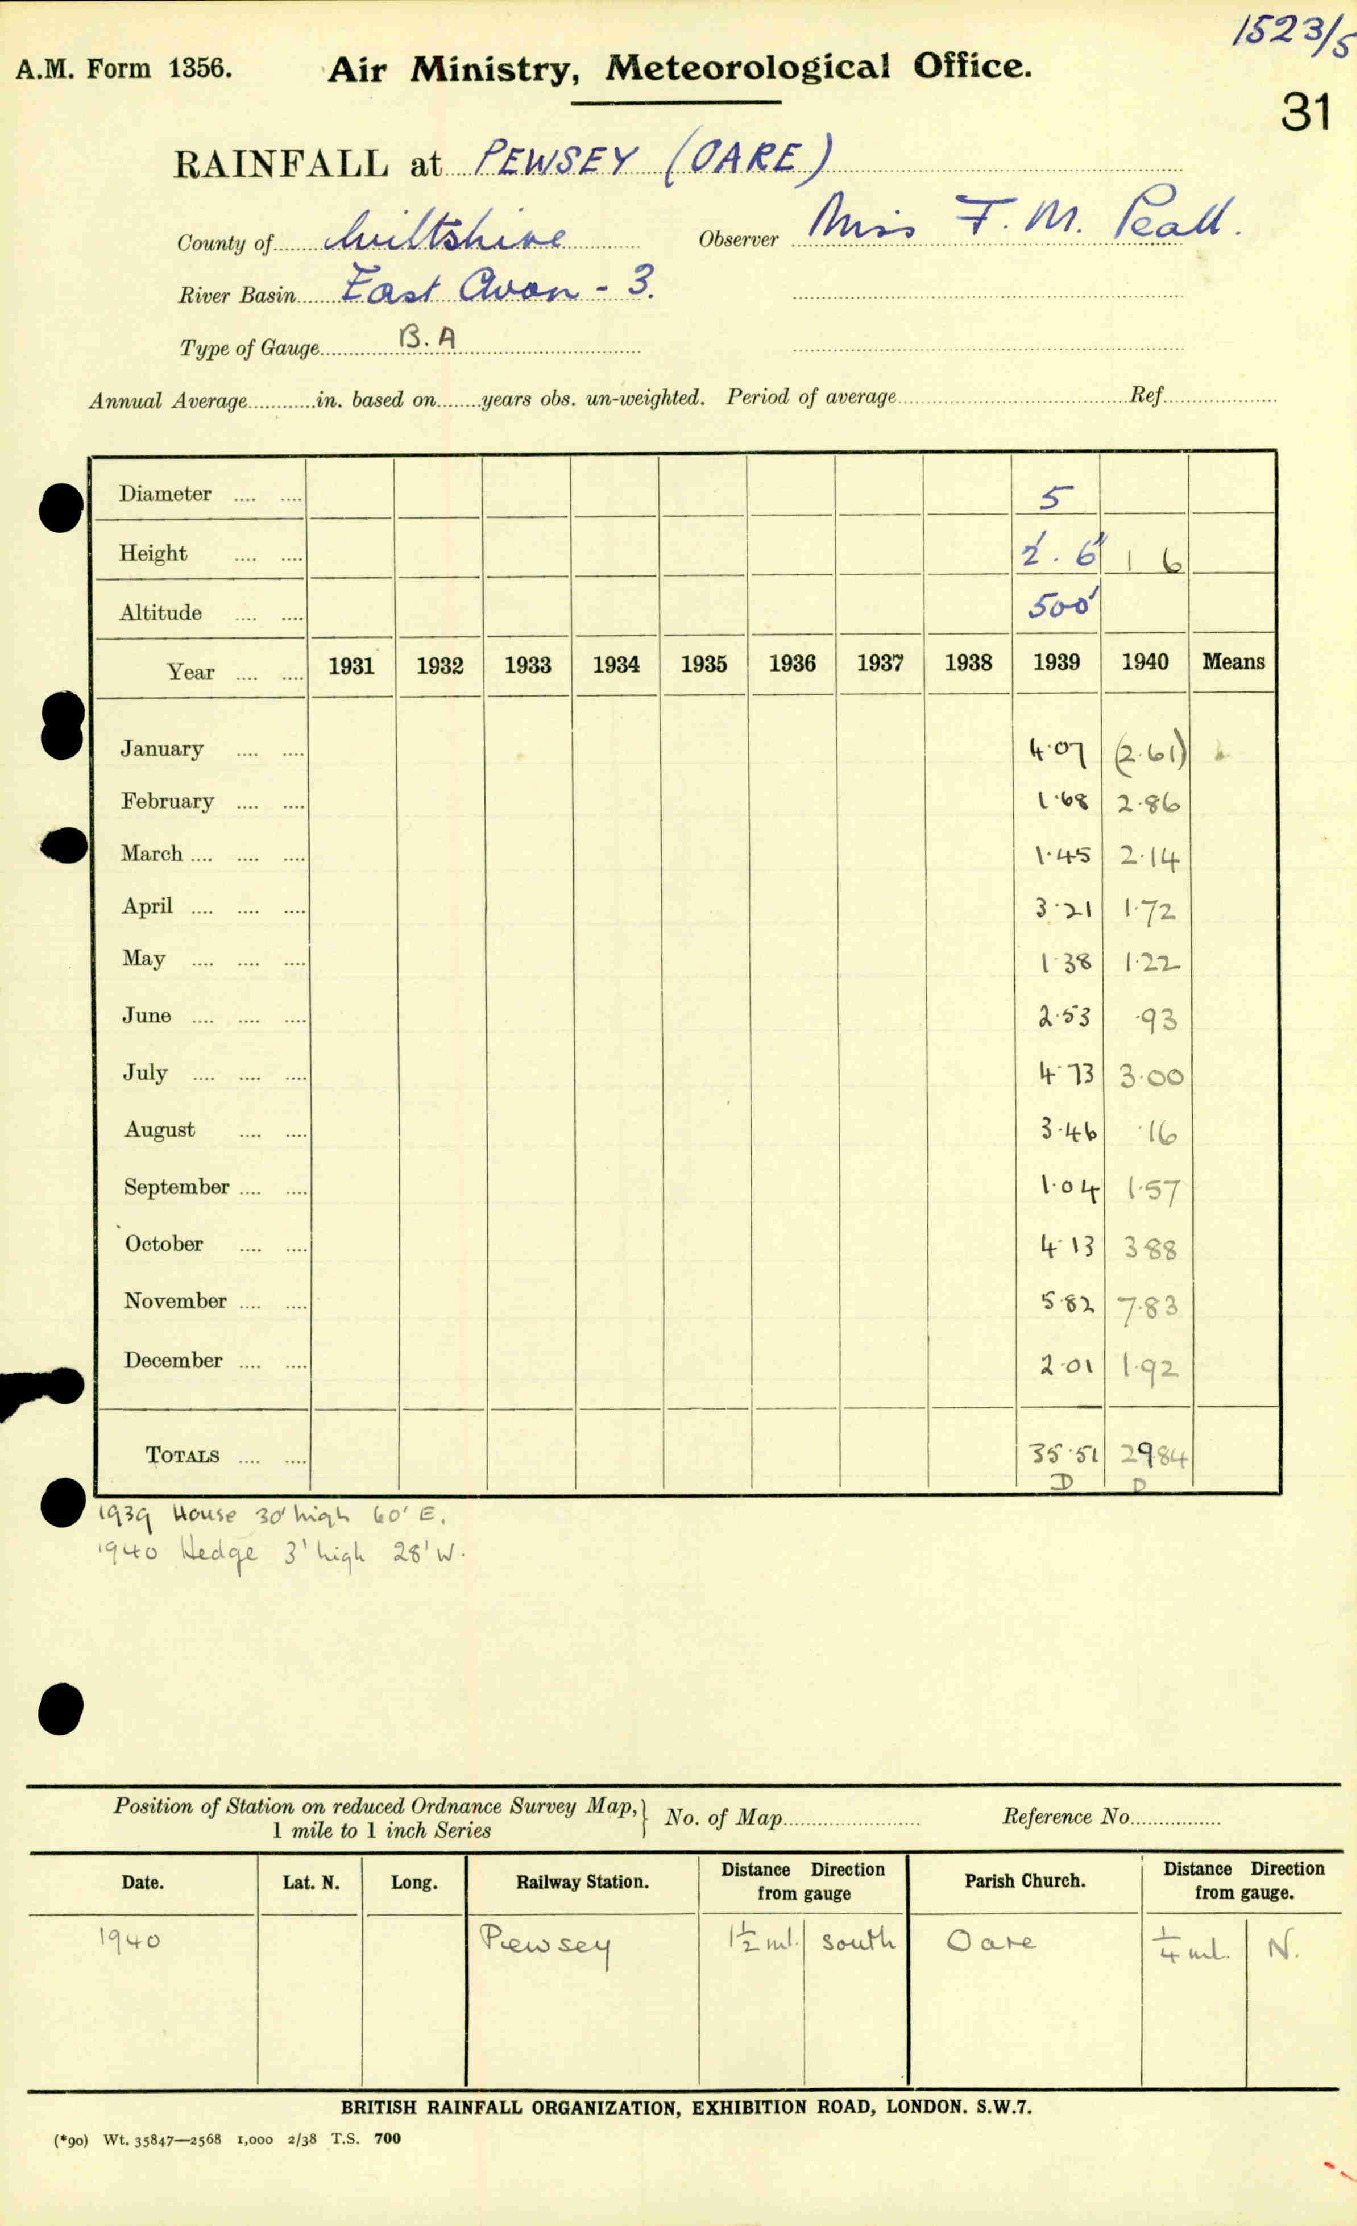 1523/5
A.M. Form 1356. Air Ministry, Meteorological Office.
31
RAINFALL at PEWSEY (OARE)
County of Wiltshire Observer Miss F. M. Peall.
River Basin East Avon - 3.
Type of Gauge B.A
Annual Average............in. based on........years obs. un-weighted. Period of average Ref.
Diameter .... .... 5
Height .... .... 2'. 6" 1 6
Altitude .... .... 500'
Year .... .... 1931 1932 1933 1934 1935 1936 1937 1938 1939 1940 Means
January .... .... 4.07 (2.61)
February .... .... 1.68 2.86
March .... .... .... 1.45 2.14
April .... .... .... 3.21 1.72
May .... .... .... 1.38 1.22
June .... .... .... 2.53 .93
July .... .... .... 4.73 3.00
August .... .... 3.46 .16
September .... .... 1.04 1.57
October .... .... 4.13 3.88
November .... .... 5.82 7.83
December .... .... 2.01 1.92
TOTALS .... .... 35.51 29 84
D D
1939 House 30' high 60' E.
1940 Hedge 3' high 28' W.
Position of Station on reduced Ordnance Survey Map,} No. of Map Reference No.
1 mile to 1 inch Series
Date. Lat. N. Long. Railway Station. Distance Direction from gauge Parish Church. Distance Direction from gauge.
1940 Pewsey 1½ ml. south Oare ¼ ml. N.
BRITISH RAINFALL ORGANIZATION, EXHIBITION ROAD, LONDON. S.W.7.
(*90) Wt. 35847—2568 1,000 2/38 T.S. 700